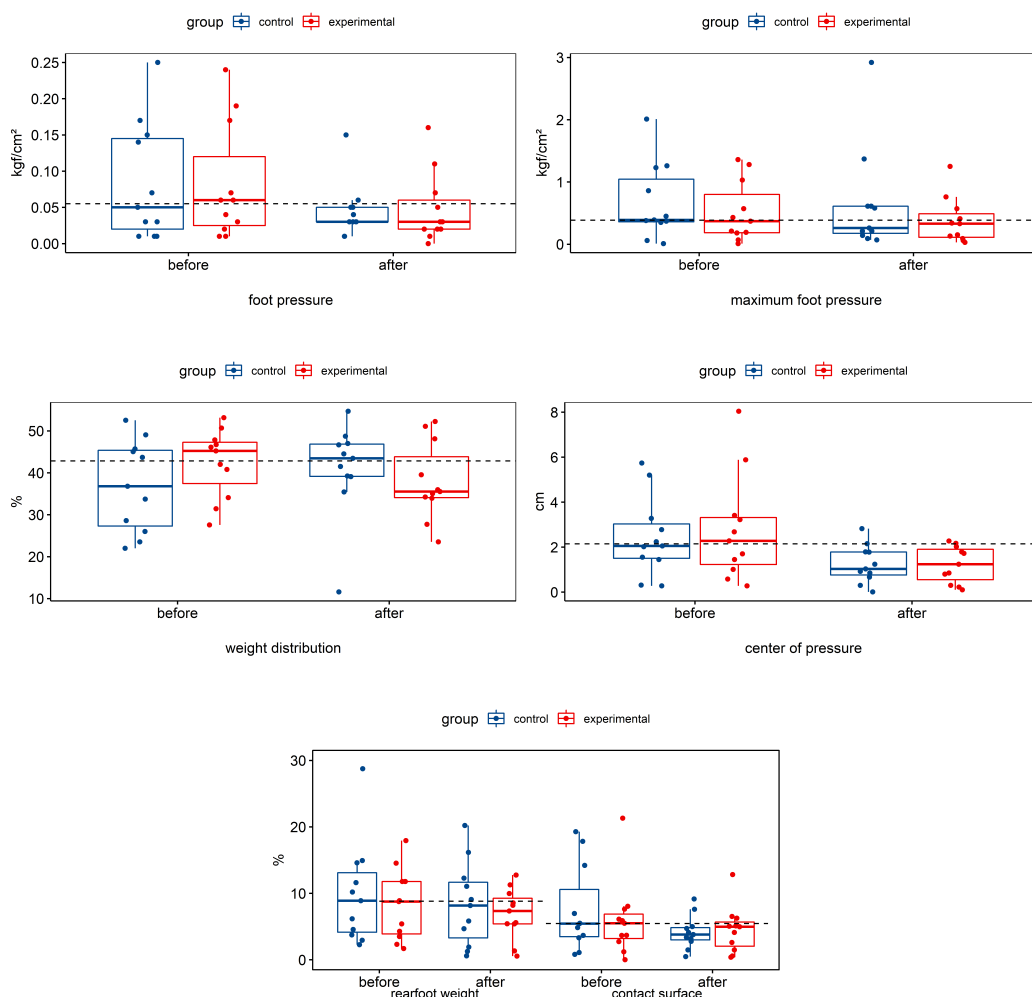 group control experimental
0.25
0.20
0.15
0.10
0.05
0.00
kgf/cm²
before after
foot pressure
group control experimental
3
2
1
0
kgf/cm²
before after
maximum foot pressure
group control experimental
50
40
30
20
10
%
before after
weight distribution
group control experimental
8
6
4
2
0
cm
before after
center of pressure
group control experimental
30
20
10
0
%
before after before after
rearfoot weight contact surface